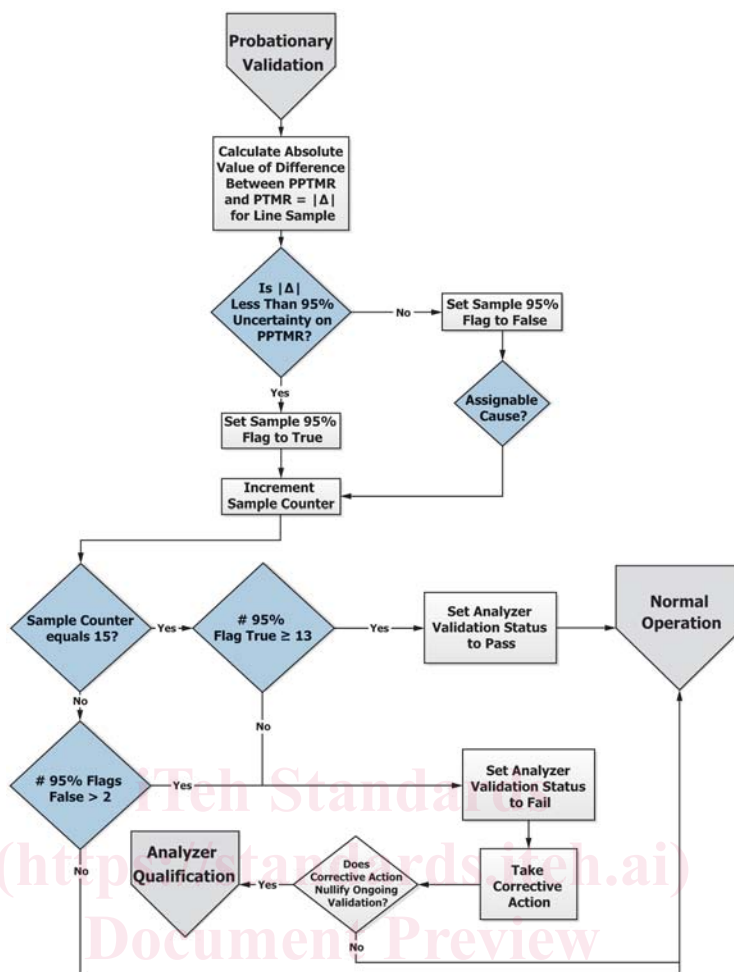 Probationary
Validation
Calculate Absolute
Value of Difference
Between PPTMR
and PTMR = |Δ|
for Line Sample
Is |Δ|
Less Than 95%
Uncertainty on
PPTMR?
No
Set Sample 95%
Flag to False
Yes
Assignable
Cause?
Set Sample 95%
Flag to True
Increment
Sample Counter
Sample Counter
equals 15?
Yes
# 95%
Flag True ≥ 13
Yes
Set Analyzer
Validation Status
to Pass
Normal
Operation
No
No
# 95% Flags
False > 2
Yes
Set Analyzer
Validation Status
to Fail
iTeh Standards
(https://standards.iteh.ai)
Document Preview
No
Analyzer
Qualification
Yes
Does
Corrective Action
Nullify Ongoing
Validation?
Take
Corrective
Action
No